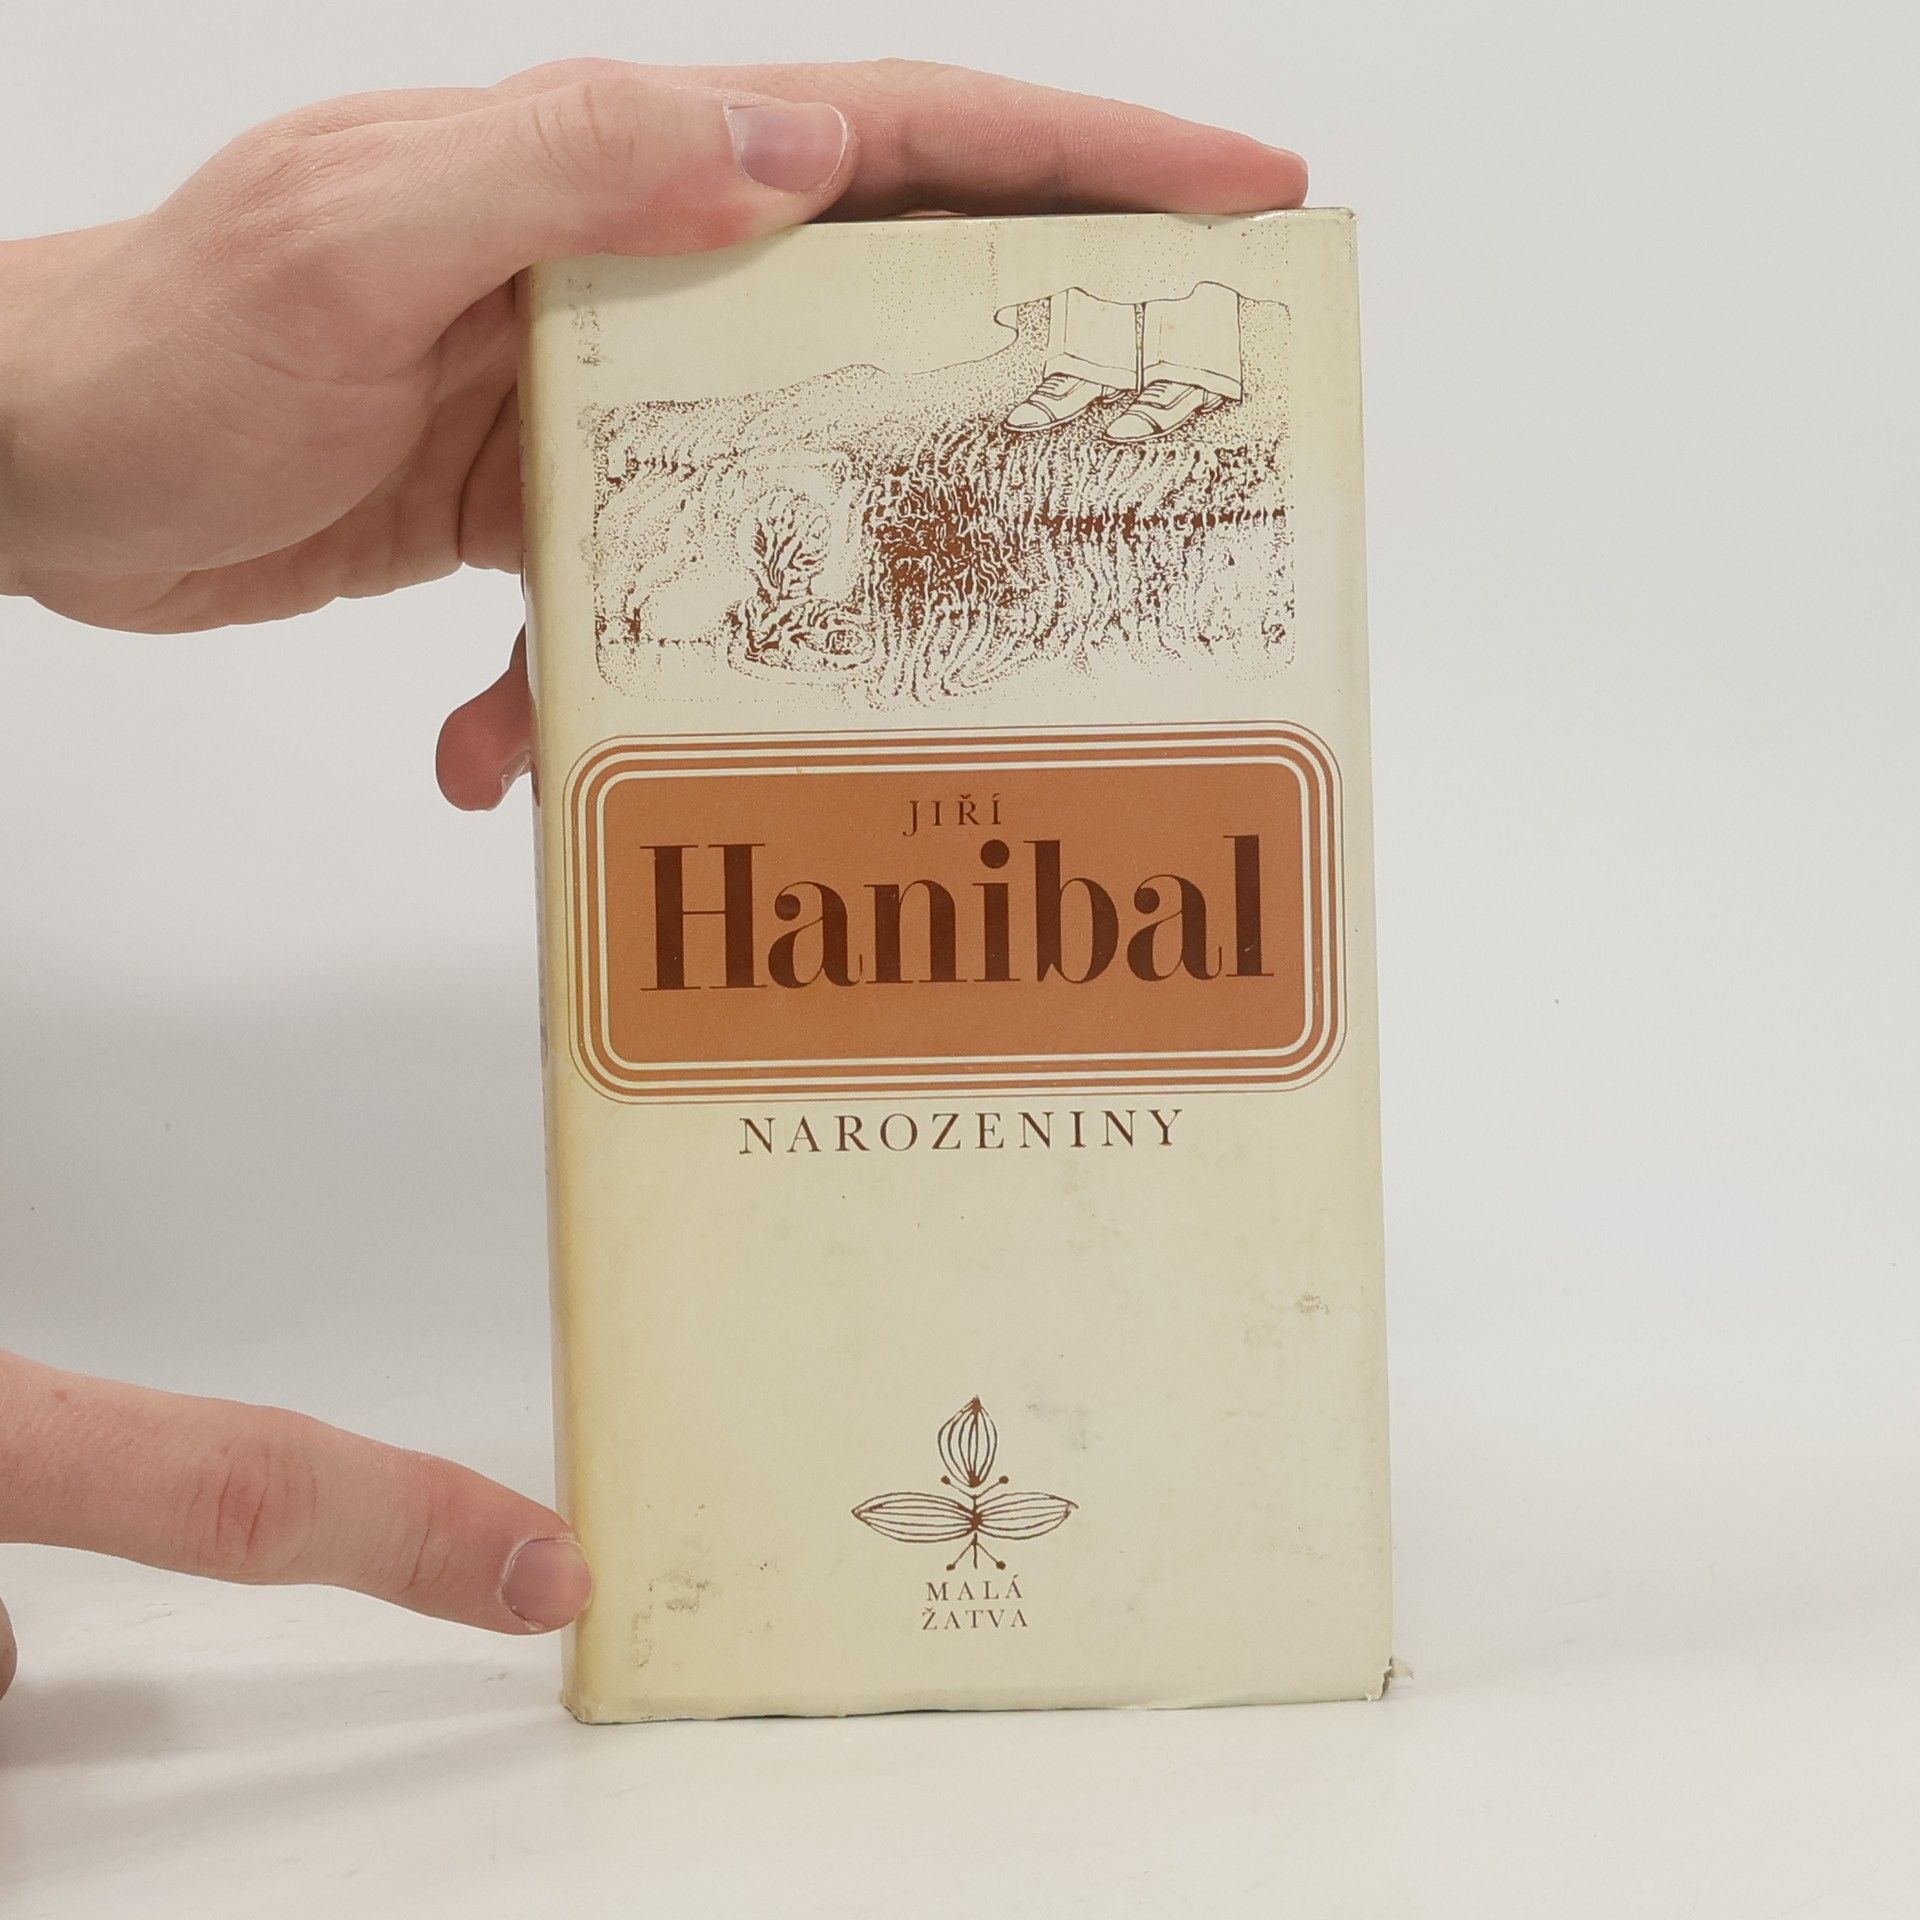 JIŘÍ
Hanibal
NAROZENINY
MALÁ
ŽATVA